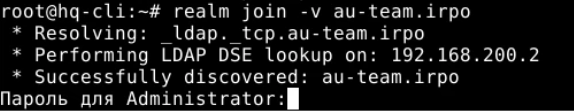 root@hq-cli:~# realm join -v au-team.irpo
 * Resolving: _ldap._tcp.au-team.irpo
 * Performing LDAP DSE lookup on: 192.168.200.2
 * Successfully discovered: au-team.irpo
Пароль для Administrator: